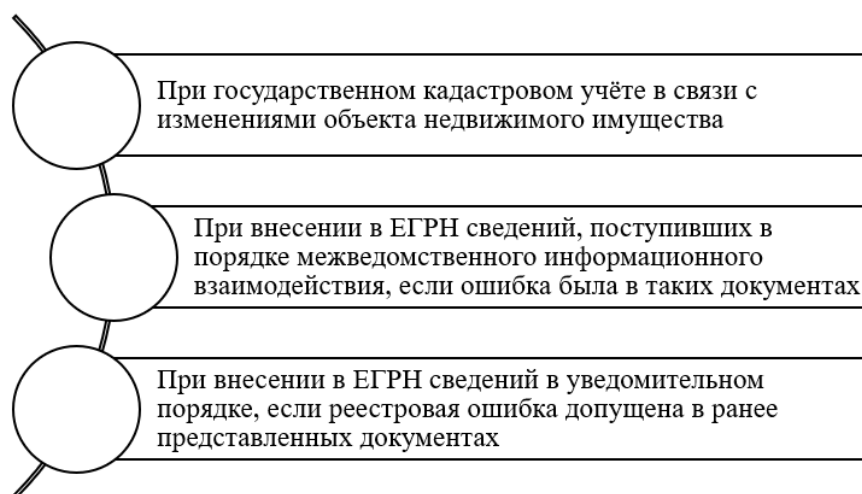 При государственном кадастровом учёте в связи с
изменениями объекта недвижимого имущества
При внесении в ЕГРН сведений, поступивших в
порядке межведомственного информационного
взаимодействия, если ошибка была в таких документах
При внесении в ЕГРН сведений в уведомительном
порядке, если реестровая ошибка допущена в ранее
представленных документах